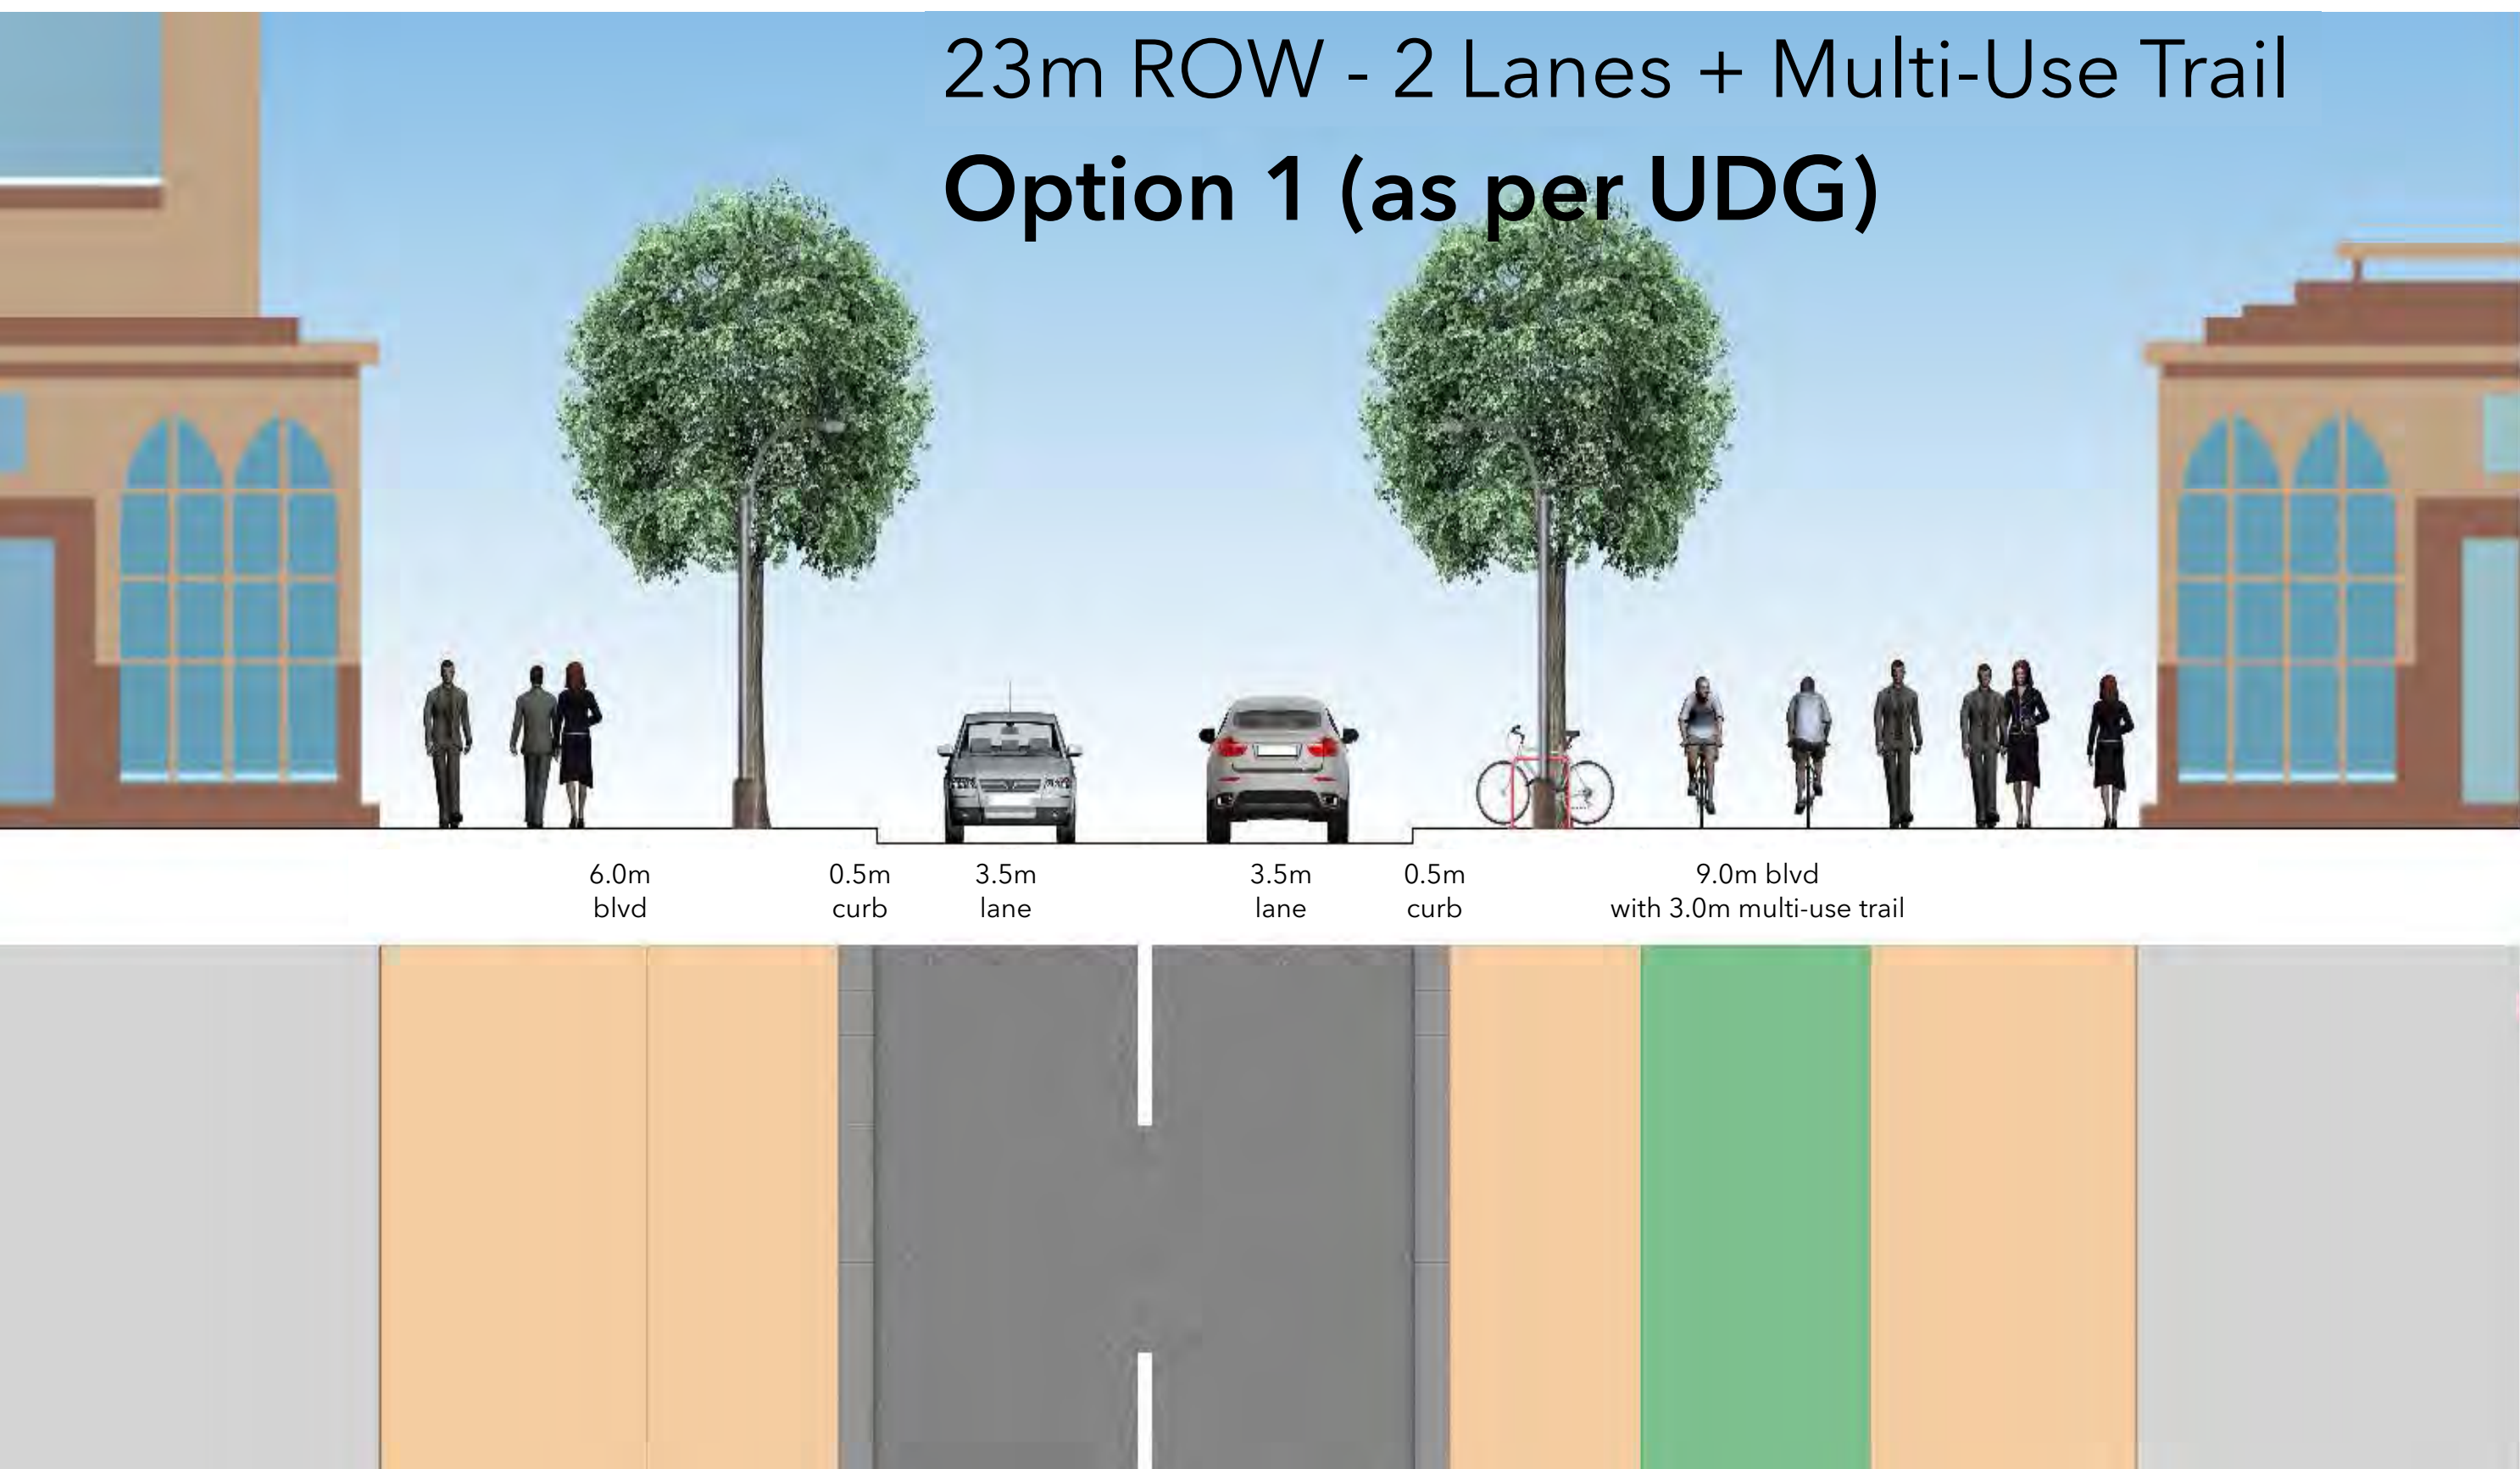 23m ROW - 2 Lanes + Multi-Use Trail
Option 1 (as per UDG)
6.0m
blvd
0.5m
curb
3.5m
lane
3.5m
lane
0.5m
curb
9.0m blvd
with 3.0m multi-use trail